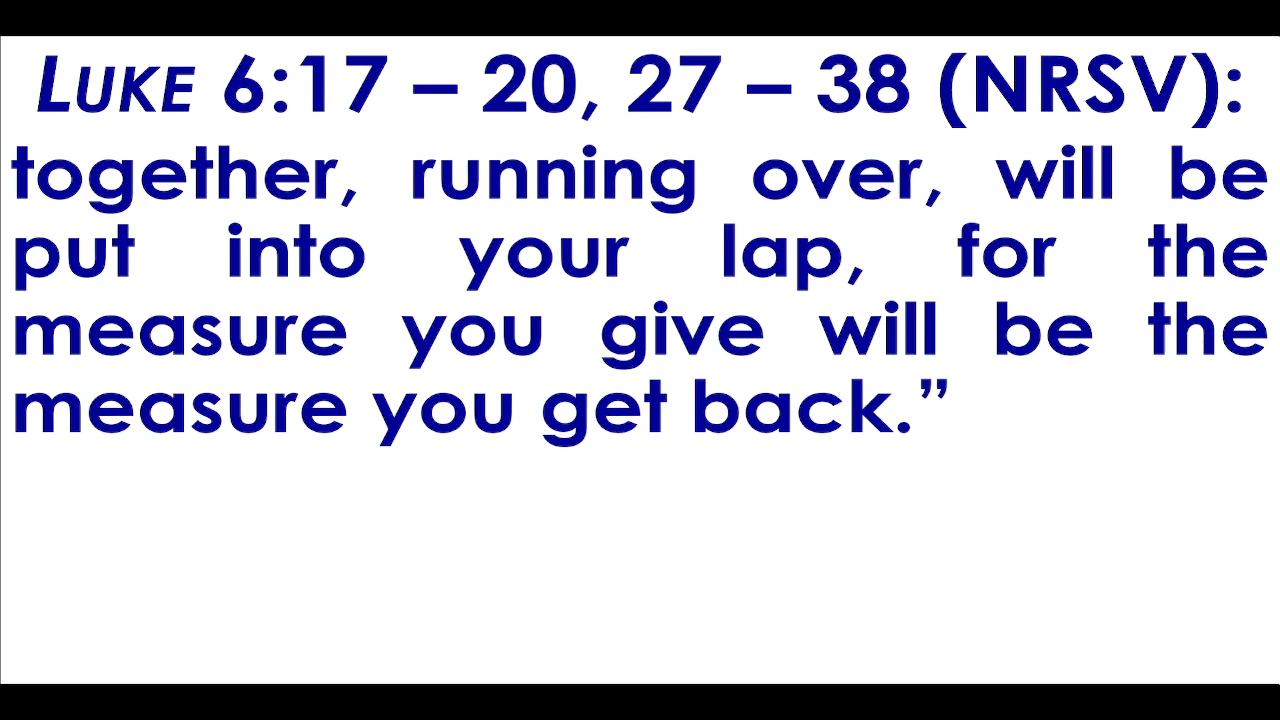 LUKE 6:17 – 20, 27 – 38 (NRSV):
together, running over, will be
put into your lap, for the
measure you give will be the
measure you get back.”